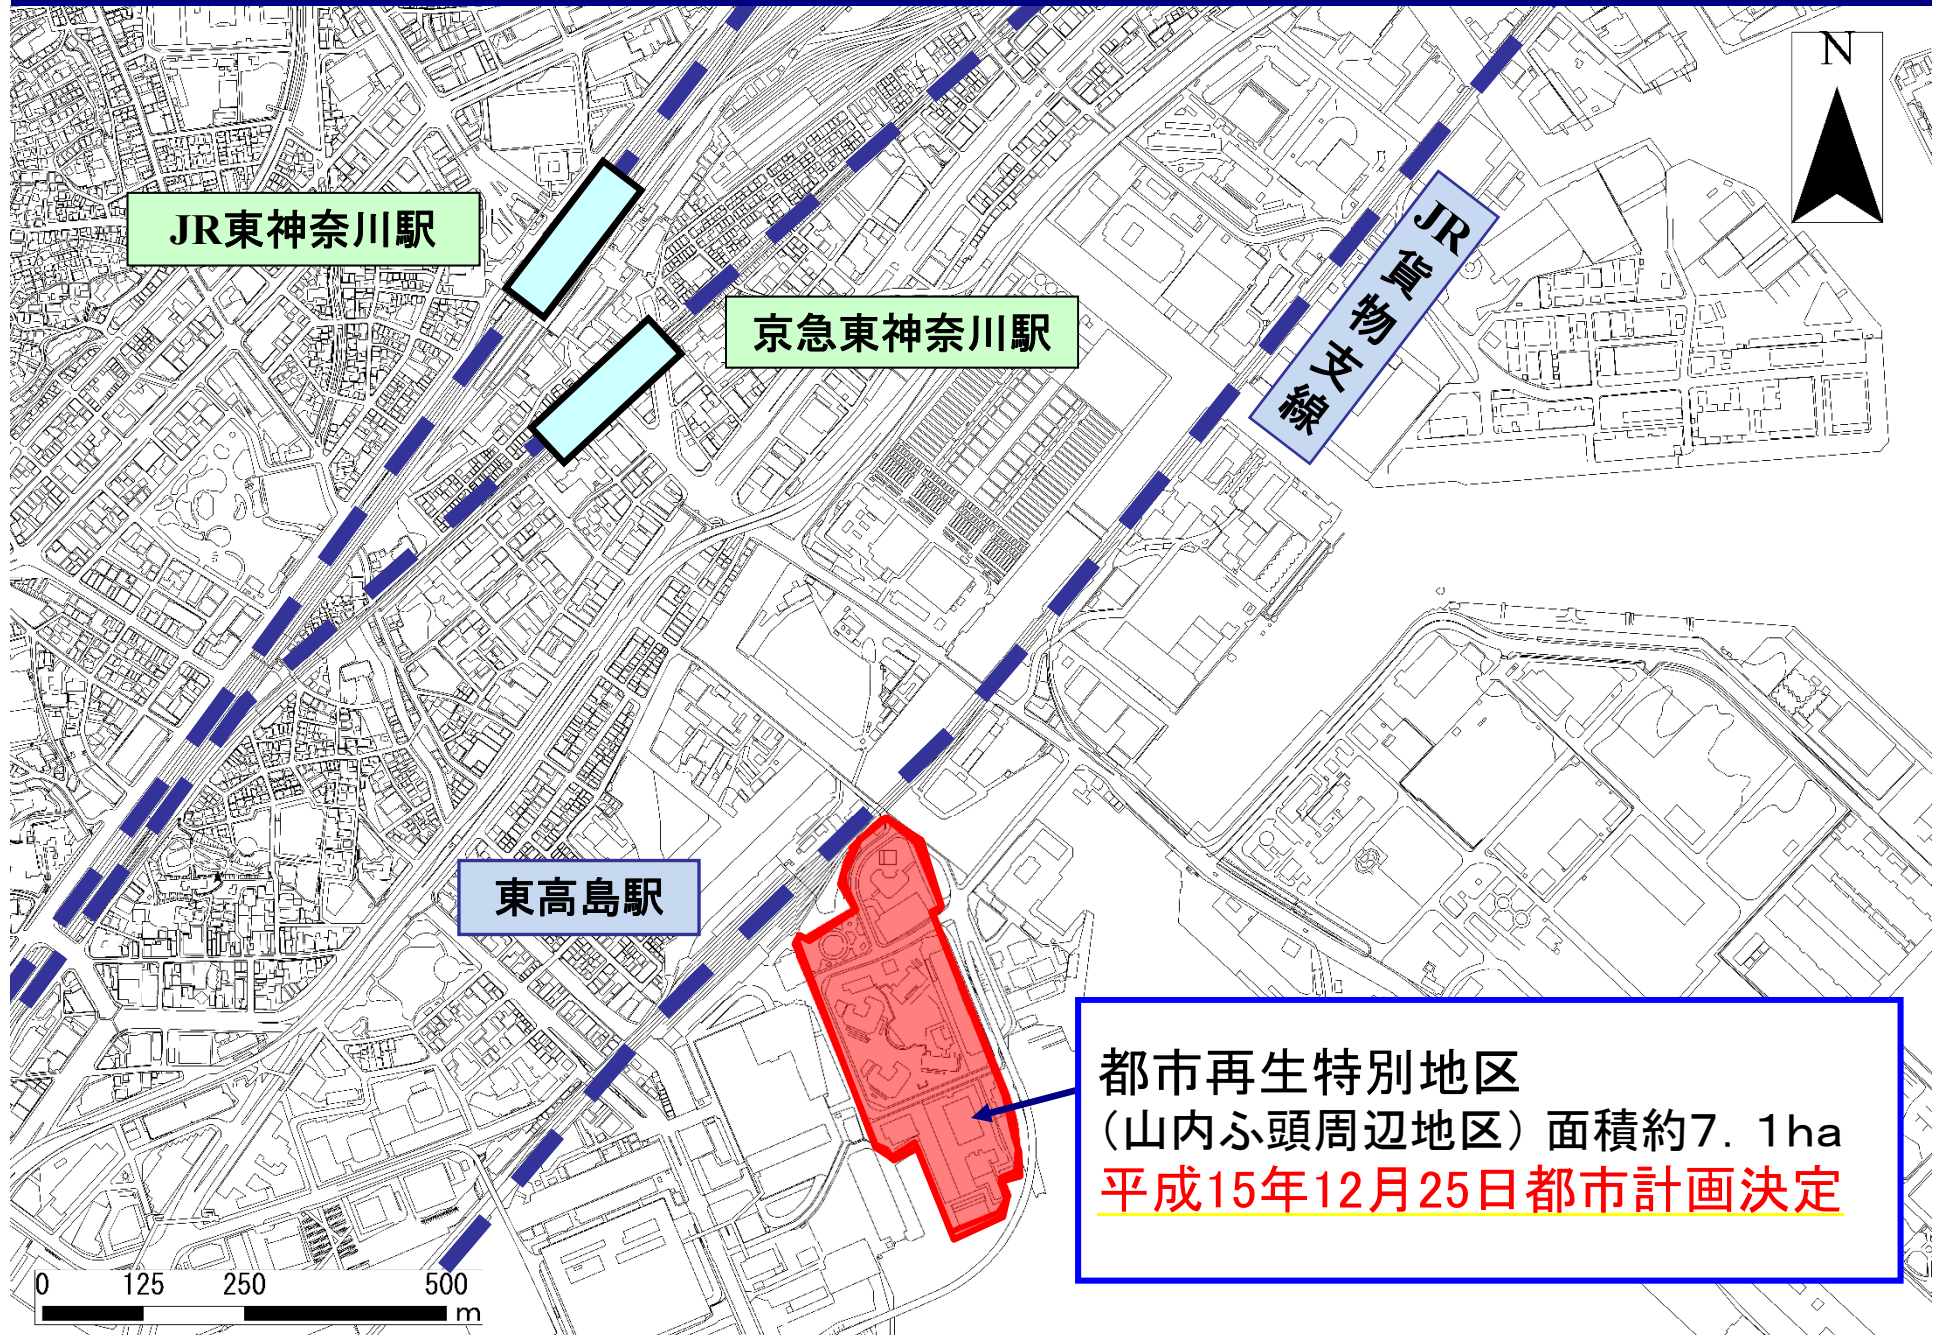 N
JR東神奈川駅
京急東神奈川駅
JR貨物支線
東高島駅
都市再生特別地区
（山内ふ頭周辺地区）面積約7．1ha
平成15年12月25日都市計画決定
0 125 250 500
m